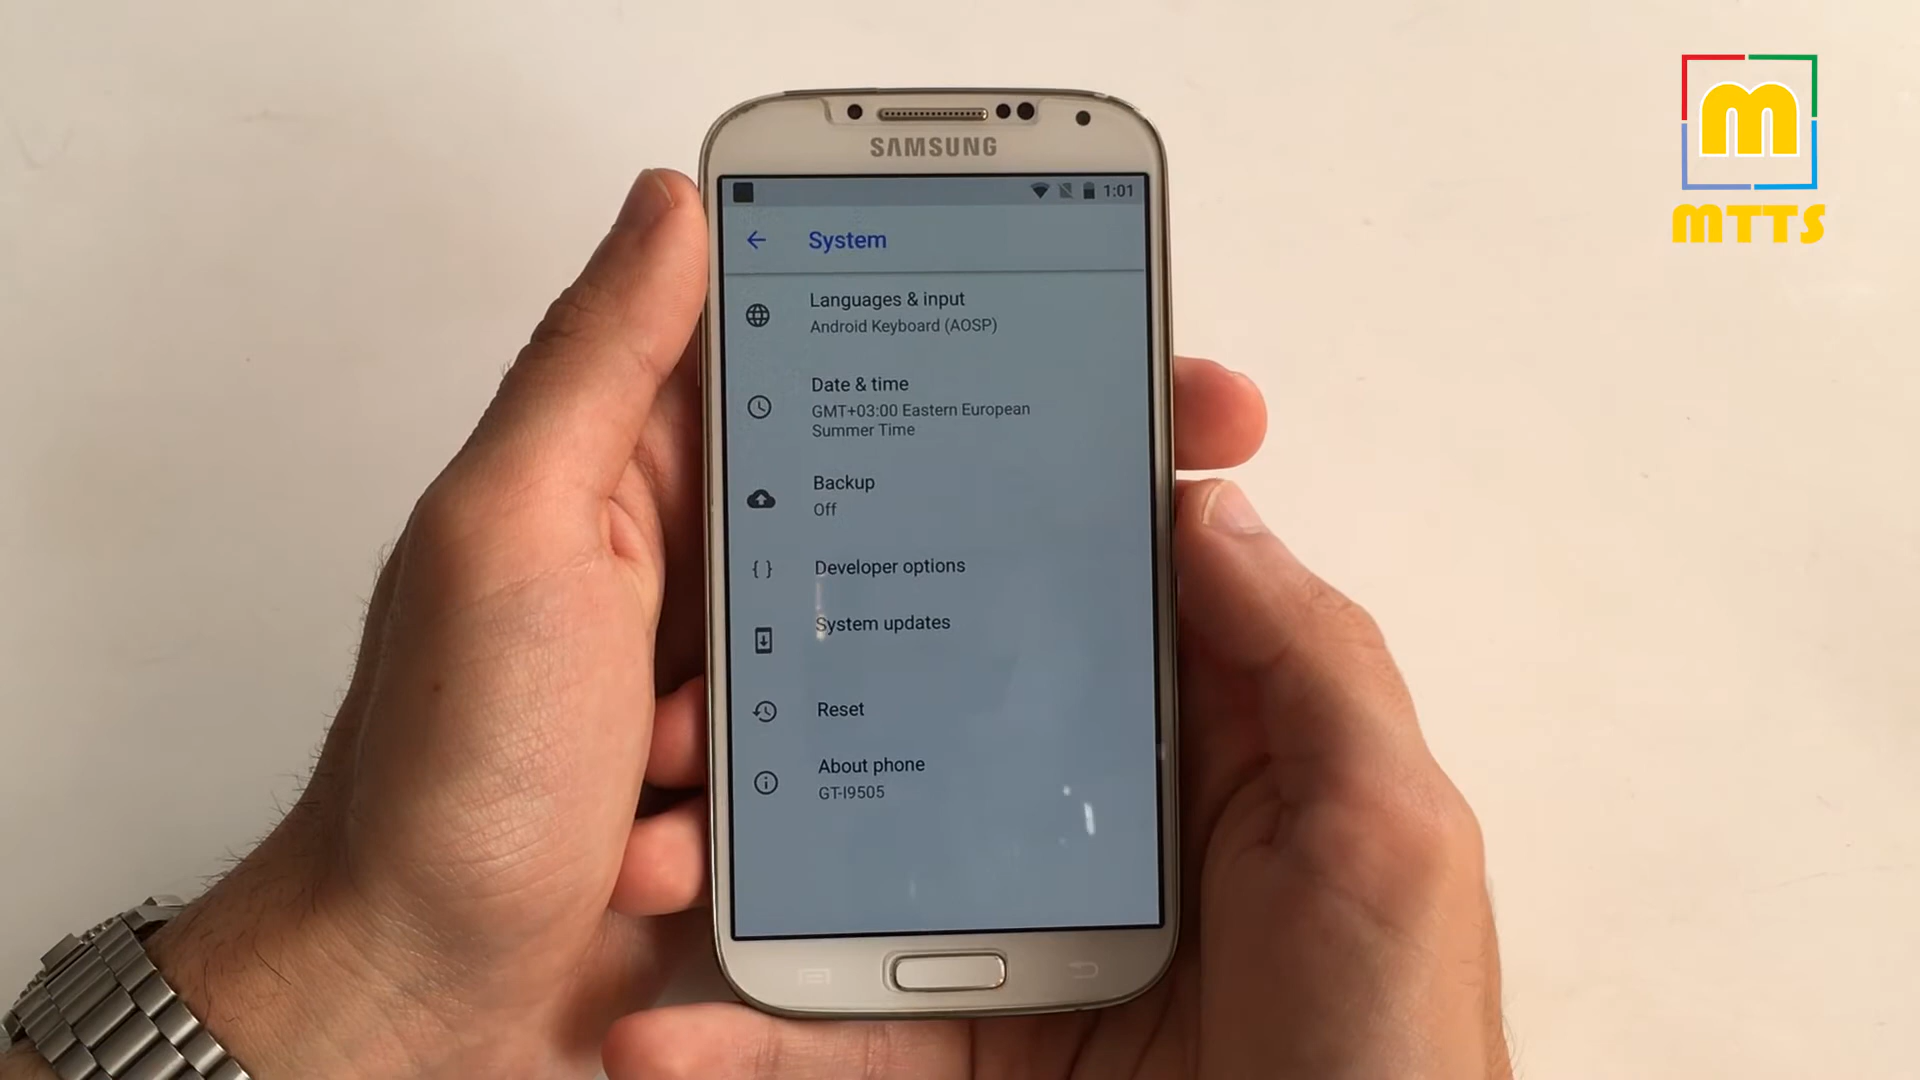 SAMSUNG
1:01
System
Languages & input
Android Keyboard (AOSP)
Date & time
GMT+03:00 Eastern European
Summer Time
Backup
Off
Developer options
System updates
Reset
About phone
GT-I9505
m
MTTS